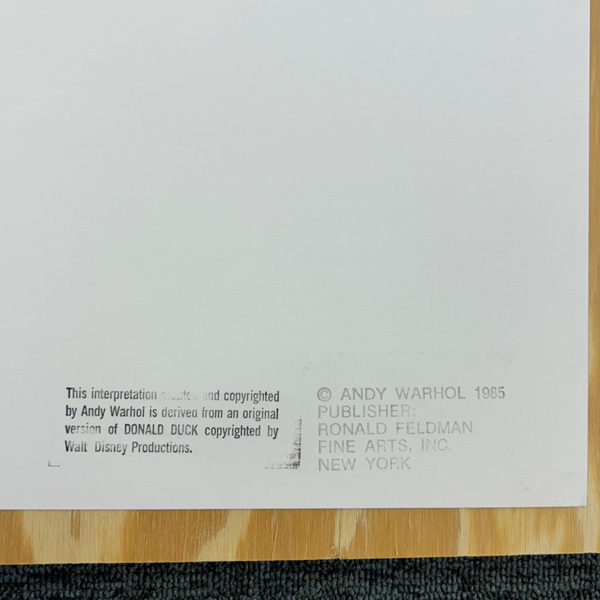 This interpretation created and copyrighted
by Andy Warhol is derived from an original
version of DONALD DUCK copyrighted by
Walt Disney Productions.
© ANDY WARHOL 1985
PUBLISHER:
RONALD FELDMAN
FINE ARTS, INC.
NEW YORK